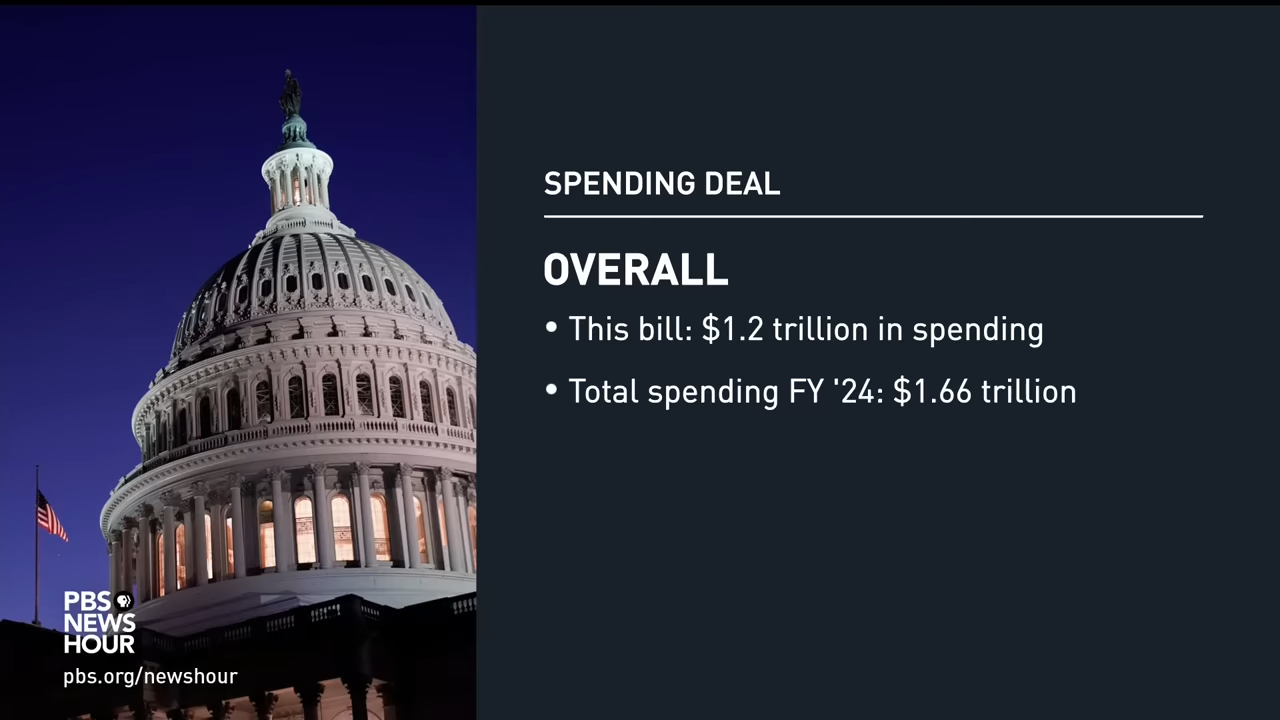 SPENDING DEAL
OVERALL
• This bill: $1.2 trillion in spending
• Total spending FY '24: $1.66 trillion
PBS
NEWS
HOUR
pbs.org/newshour